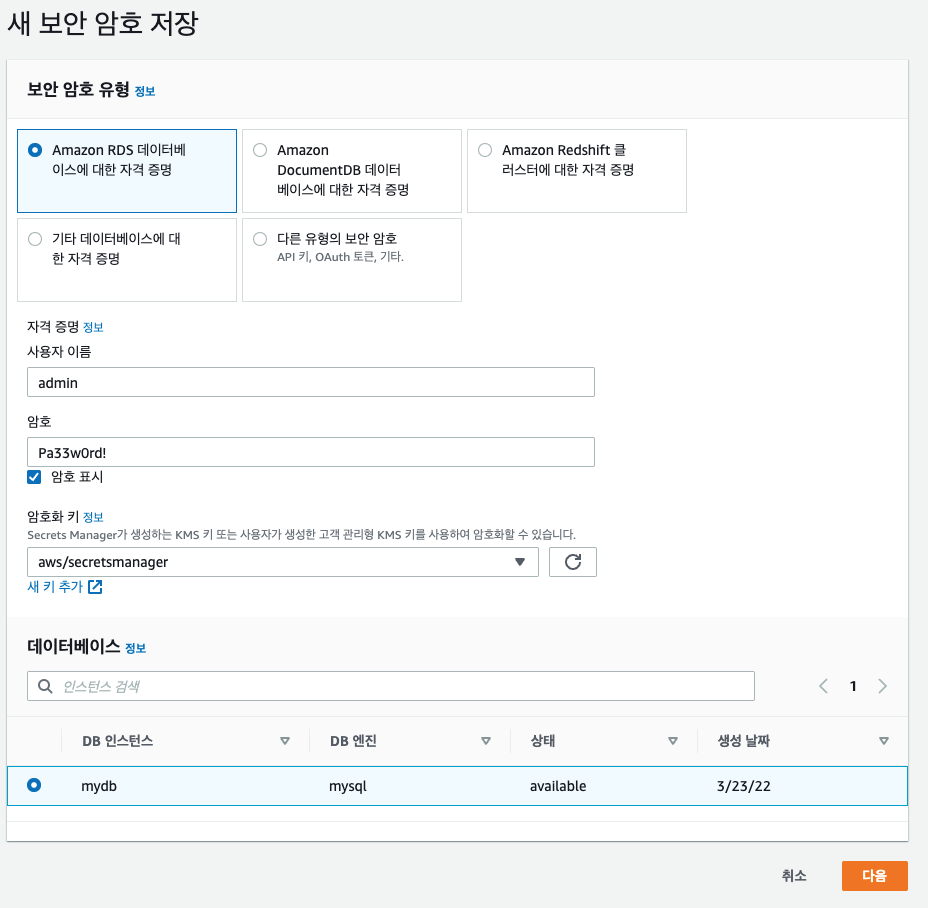 새 보안 암호 저장
보안 암호 유형 정보
Amazon RDS 데이터베
이스에 대한 자격 증명
Amazon
DocumentDB 데이터
베이스에 대한 자격 증명
Amazon Redshift 클
러스터에 대한 자격 증명
기타 데이터베이스에 대
한 자격 증명
다른 유형의 보안 암호
API 키, OAuth 토큰, 기타.
자격 증명 정보
사용자 이름
admin
암호
Pa33w0rd!
암호 표시
암호화 키 정보
Secrets Manager가 생성하는 KMS 키 또는 사용자가 생성한 고객 관리형 KMS 키를 사용하여 암호화할 수 있습니다.
aws/secretsmanager
새 키 추가
데이터베이스 정보
인스턴스 검색
1
DB 인스턴스 DB 엔진 상태 생성 날짜
mydb mysql available 3/23/22
취소 다음